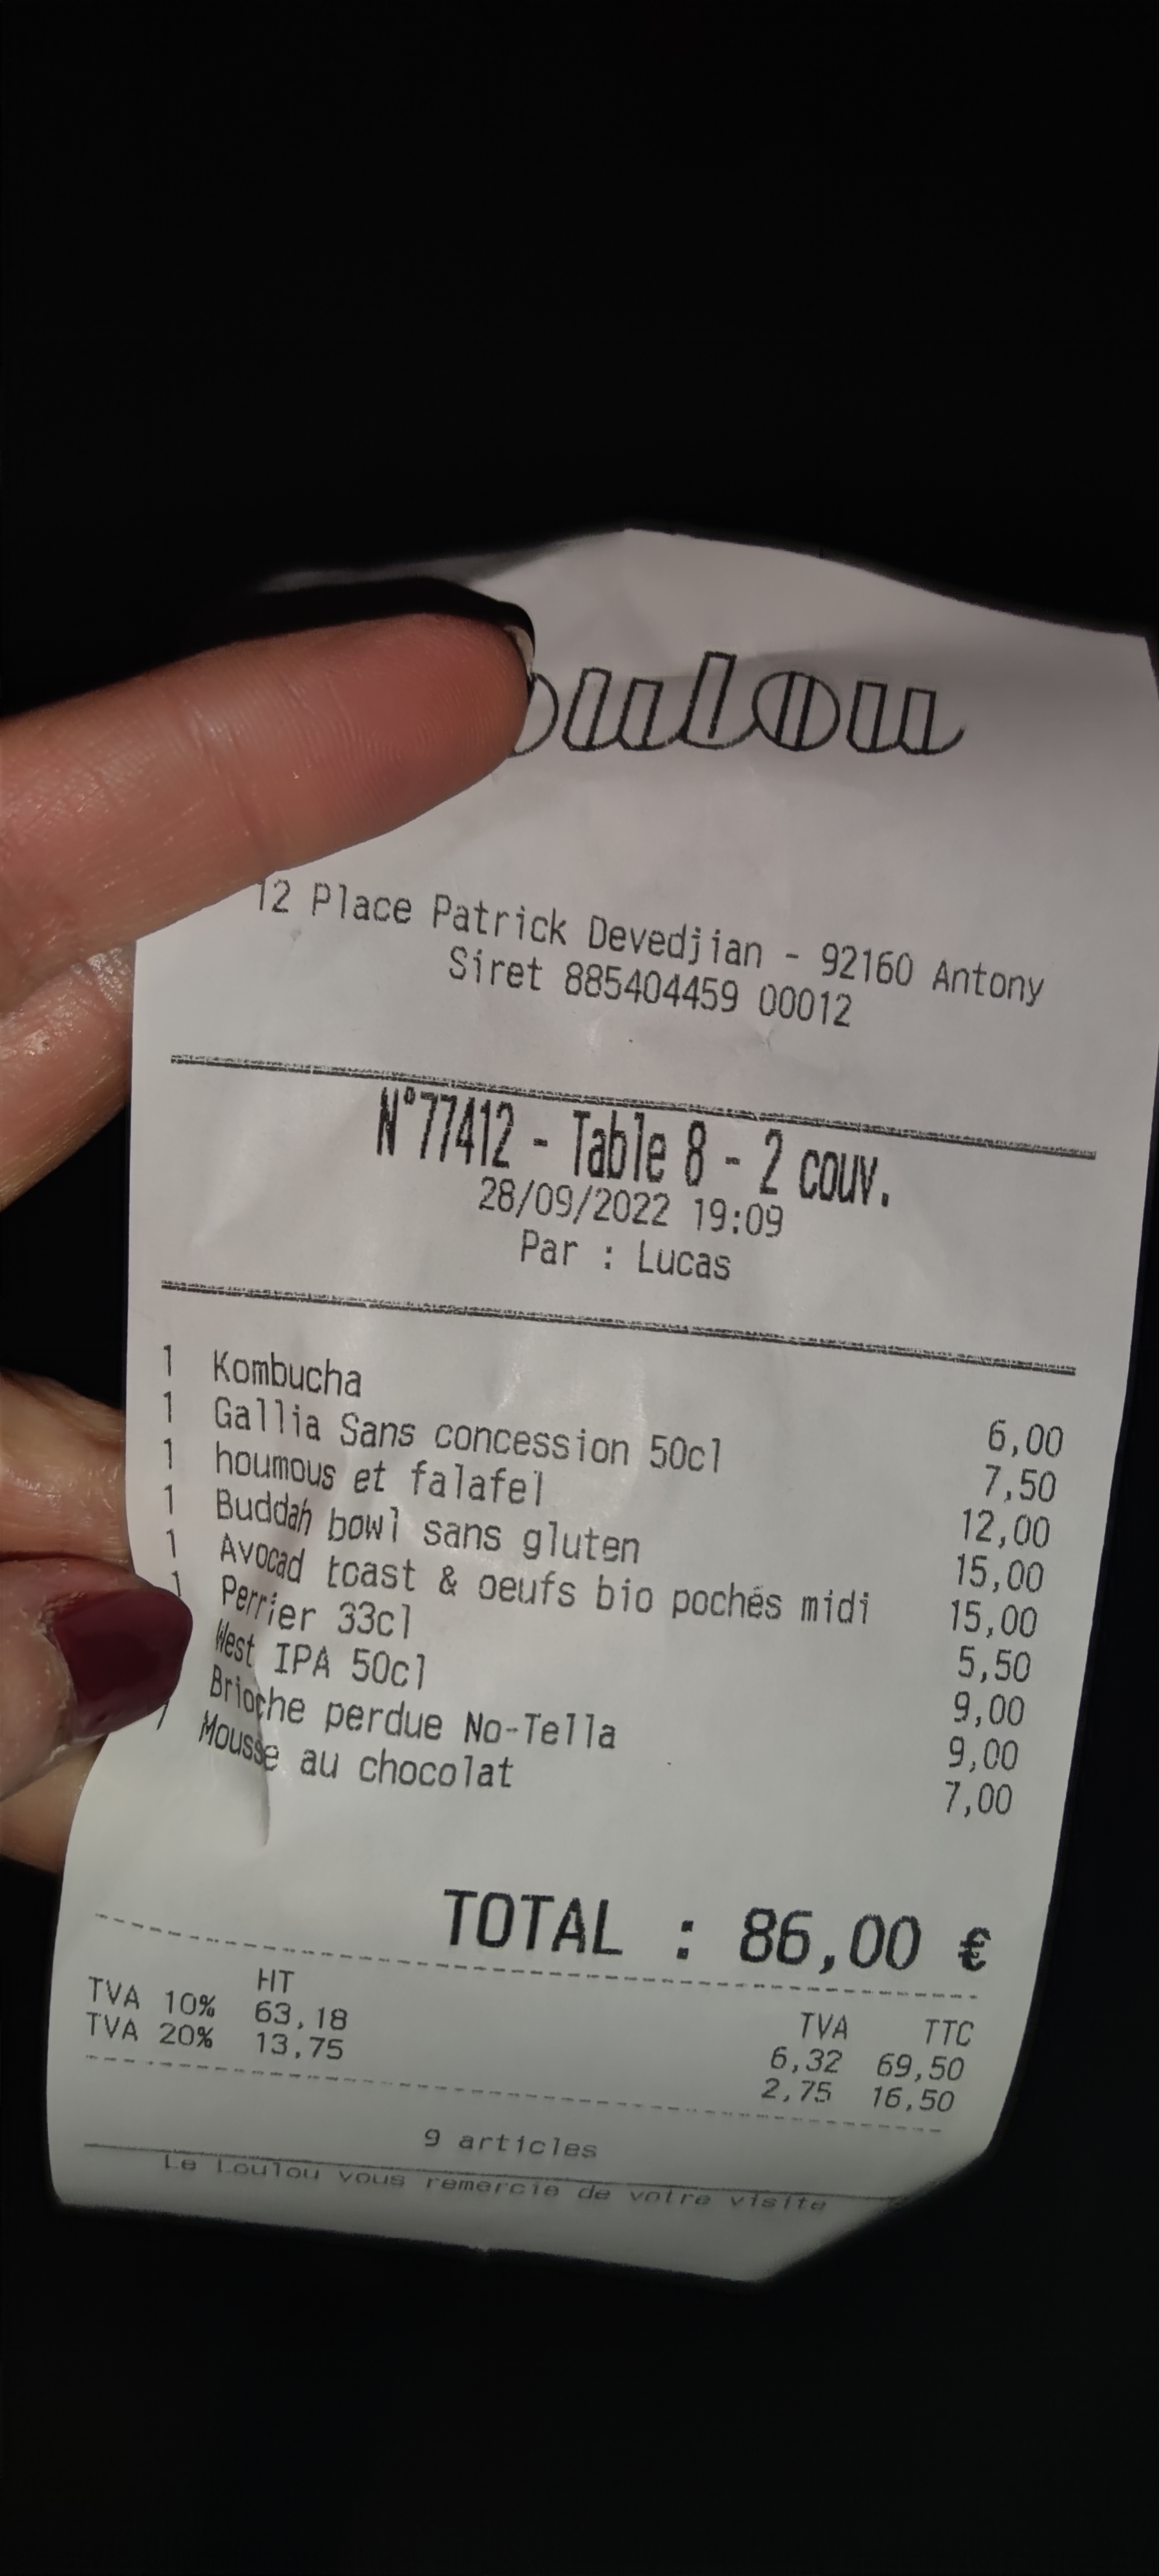 oulou
12 Place Patrick Devedjian - 92160 Antony
Siret 885404459 00012
N°77412 - Table 8 - 2 couv.
28/09/2022 19:09
Par : Lucas
1 Kombucha 6,00
1 Gallia Sans concession 50cl 7,50
1 houmous et falafel 12,00
1 Buddah bowl sans gluten 15,00
1 Avocad toast & oeufs bio pochés midi 15,00
1 Perrier 33cl 5,50
West IPA 50cl 9,00
Brioche perdue No-Tella 9,00
Mousse au chocolat 7,00
TOTAL : 86,00 €
HT TVA TTC
TVA 10% 63,18 6,32 69,50
TVA 20% 13,75 2,75 16,50
9 articles
Le Loulou vous remercie de votre visite